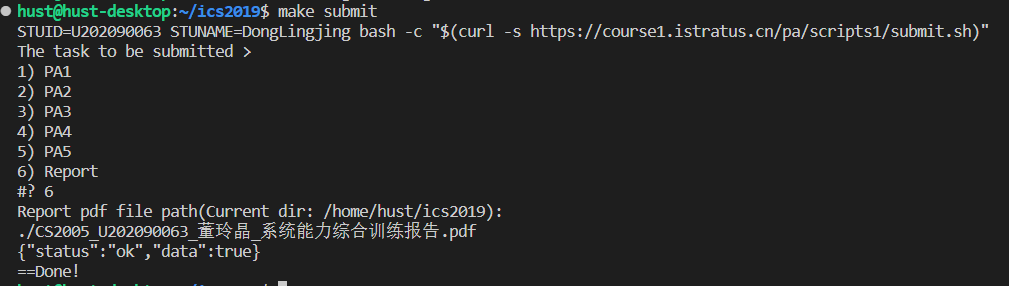 hust@hust-desktop:~/ics2019$ make submit
STUID=U202090063 STUNAME=DongLingjing bash -c "$(curl -s https://course1.istratus.cn/pa/scripts1/submit.sh)"
The task to be submitted >
1) PA1
2) PA2
3) PA3
4) PA4
5) PA5
6) Report
#? 6
Report pdf file path(Current dir: /home/hust/ics2019):
./CS2005_U202090063_董玲晶_系统能力综合训练报告.pdf
{"status":"ok","data":true}
==Done!